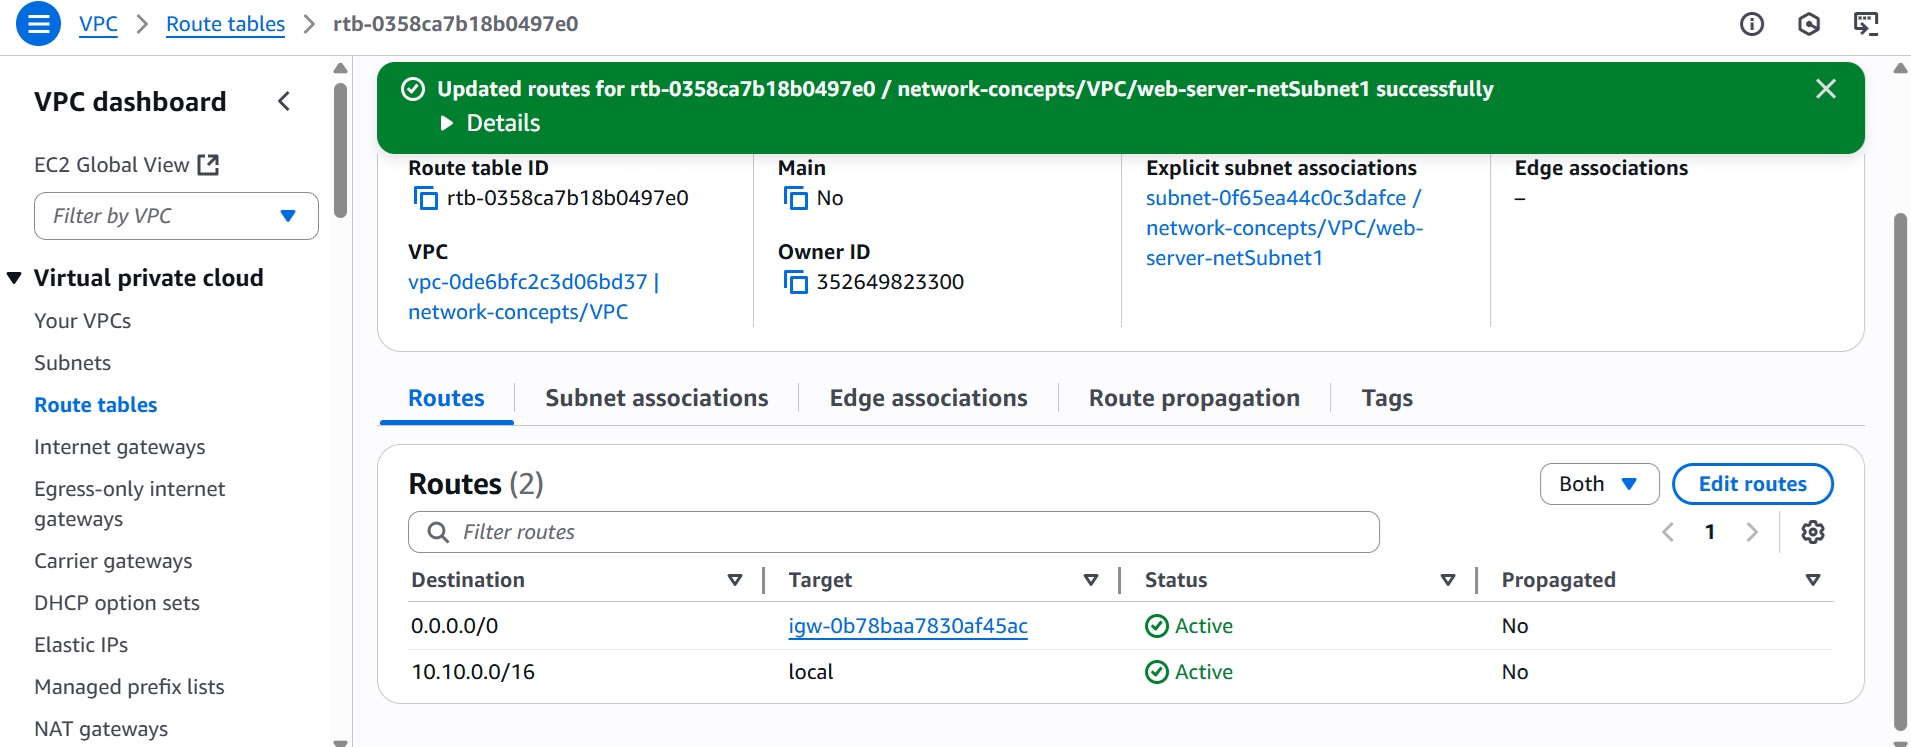 VPC > Route tables > rtb-0358ca7b18b0497e0
VPC dashboard
EC2 Global View
Filter by VPC
Virtual private cloud
Your VPCs
Subnets
Route tables
Internet gateways
Egress-only internet
gateways
Carrier gateways
DHCP option sets
Elastic IPs
Managed prefix lists
NAT gateways
Updated routes for rtb-0358ca7b18b0497e0 / network-concepts/VPC/web-server-netSubnet1 successfully
Details
Route table ID
rtb-0358ca7b18b0497e0
Main
No
Explicit subnet associations
subnet-0f65ea44c0c3dafce /
network-concepts/VPC/web-
server-netSubnet1
Edge associations
–
VPC
vpc-0de6bfc2c3d06bd37 |
network-concepts/VPC
Owner ID
352649823300
Routes
Subnet associations
Edge associations
Route propagation
Tags
Routes (2)
Both
Edit routes
Filter routes
1
Destination Target Status Propagated
0.0.0.0/0 igw-0b78baa7830af45ac Active No
10.10.0.0/16 local Active No